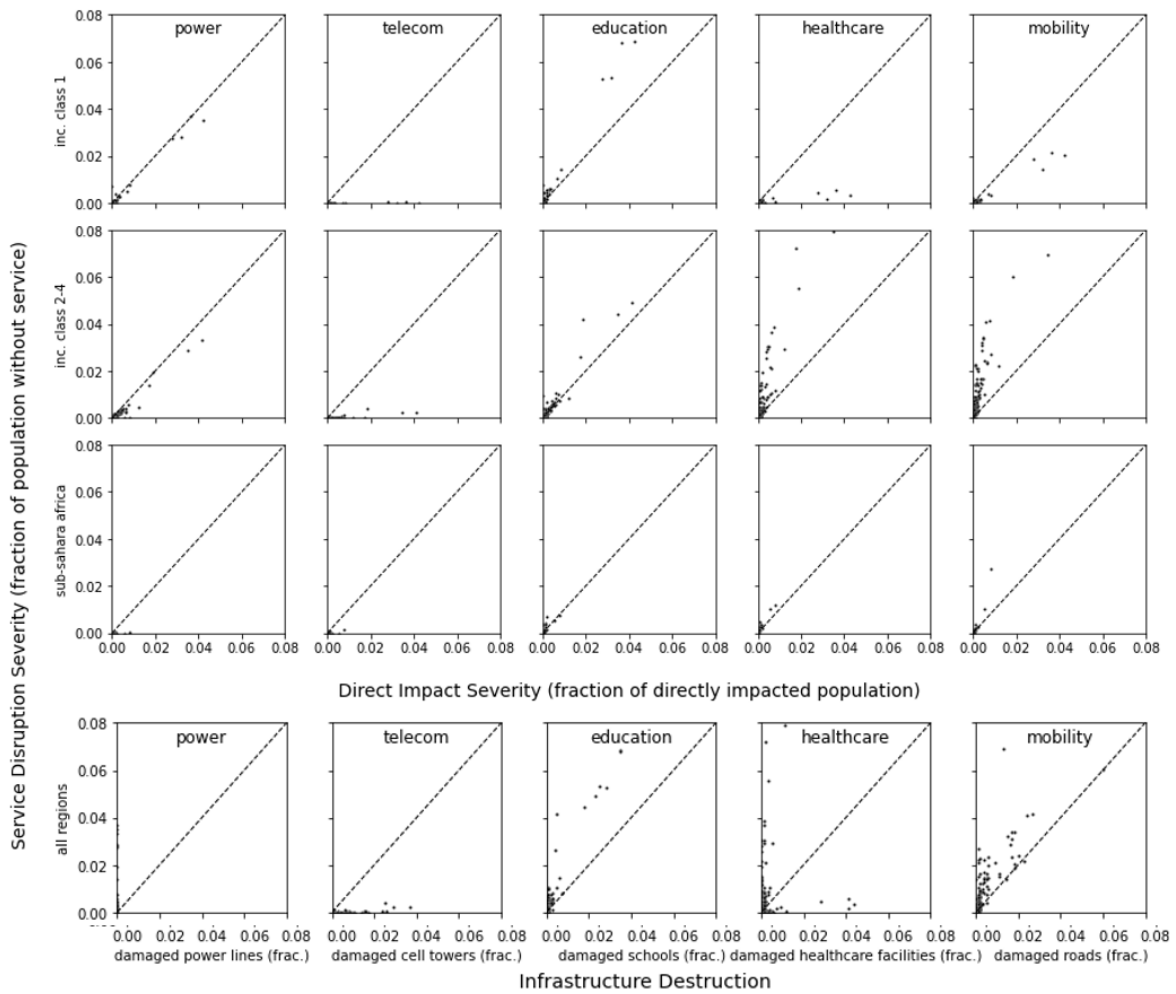 power telecom education healthcare mobility
0.08
0.06
0.04
0.02
0.00
inc. class 1
0.08
0.06
0.04
0.02
0.00
inc. class 2-4
0.08
0.06
0.04
0.02
0.00
sub-sahara africa
0.00 0.02 0.04 0.06 0.08 0.00 0.02 0.04 0.06 0.08 0.00 0.02 0.04 0.06 0.08 0.00 0.02 0.04 0.06 0.08 0.00 0.02 0.04 0.06 0.08
Direct Impact Severity (fraction of directly impacted population)
Service Disruption Severity (fraction of population without service)
power telecom education healthcare mobility
0.08
0.06
0.04
0.02
0.00
all regions
0.00 0.02 0.04 0.06 0.08 0.00 0.02 0.04 0.06 0.08 0.00 0.02 0.04 0.06 0.08 0.00 0.02 0.04 0.06 0.08 0.00 0.02 0.04 0.06 0.08
damaged power lines (frac.) damaged cell towers (frac.) damaged schools (frac.) damaged healthcare facilities (frac.) damaged roads (frac.)
Infrastructure Destruction